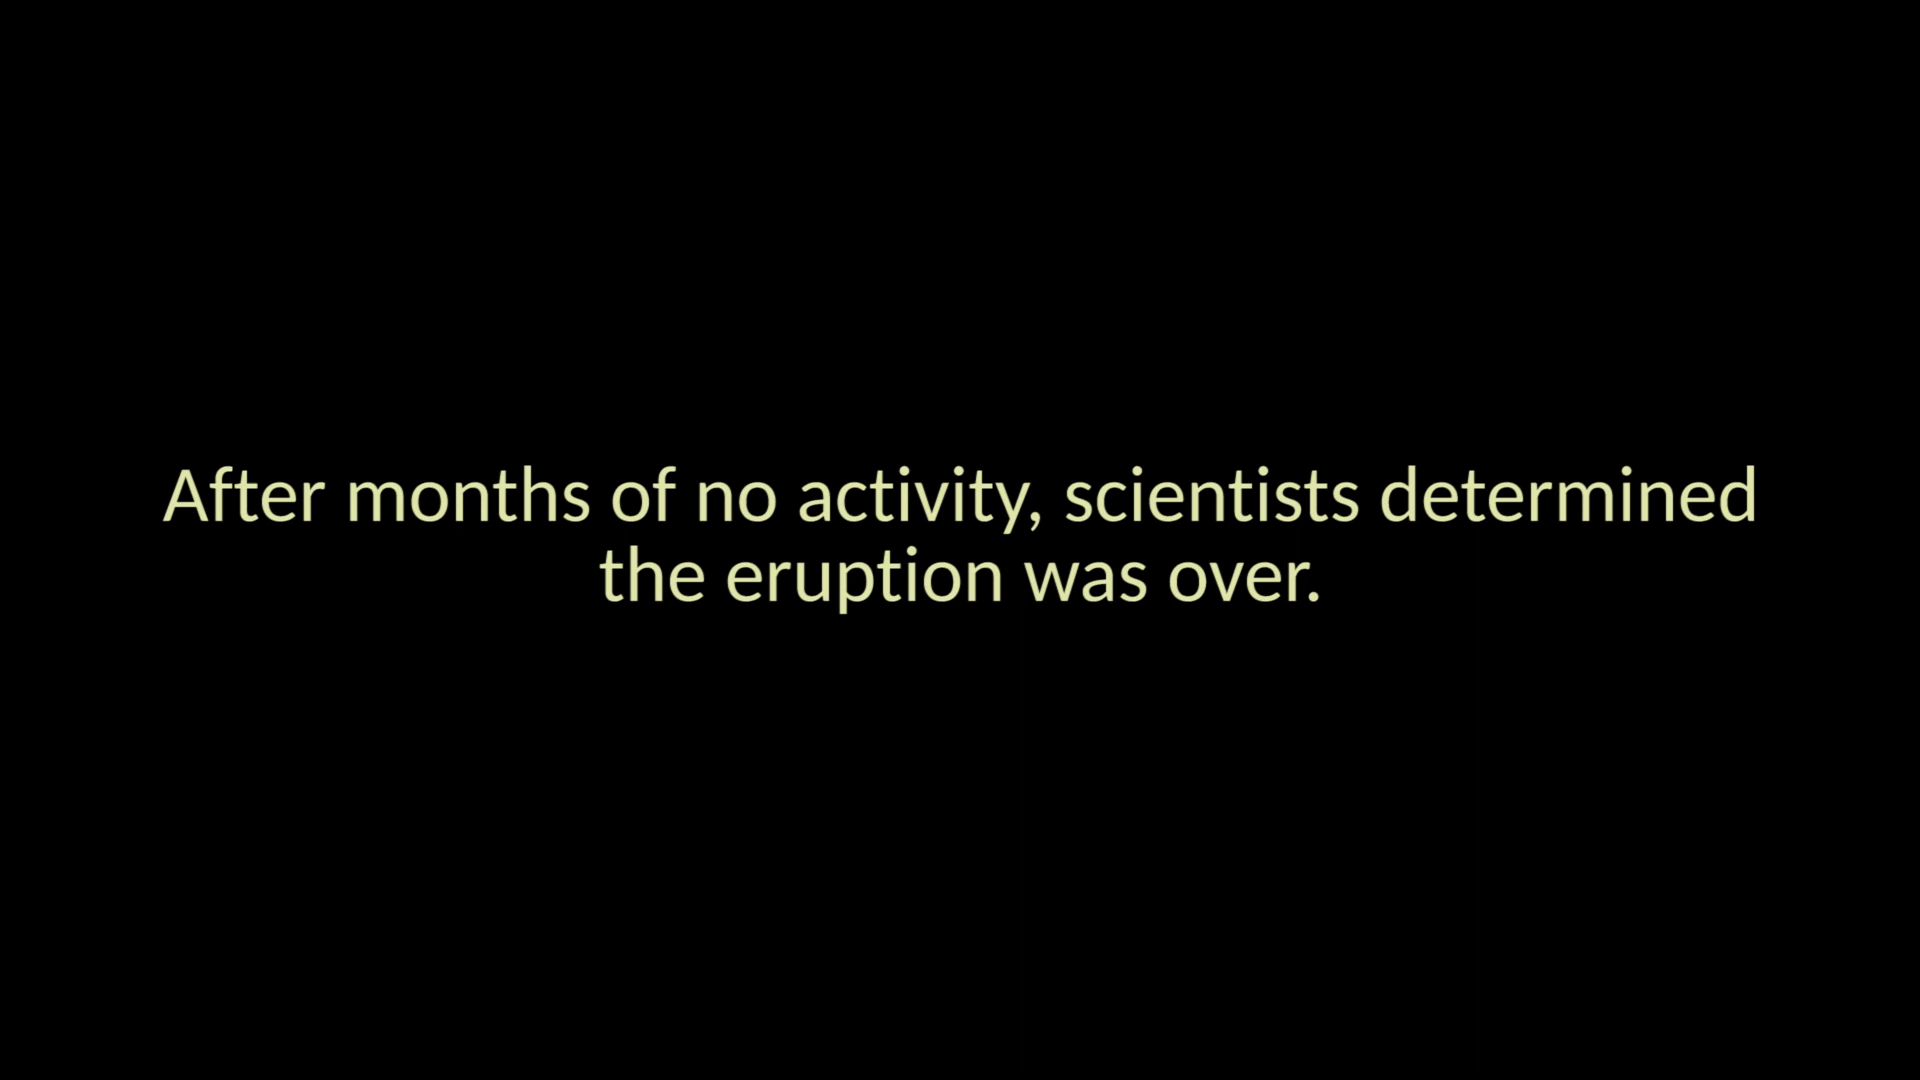 After months of no activity, scientists determined
the eruption was over.